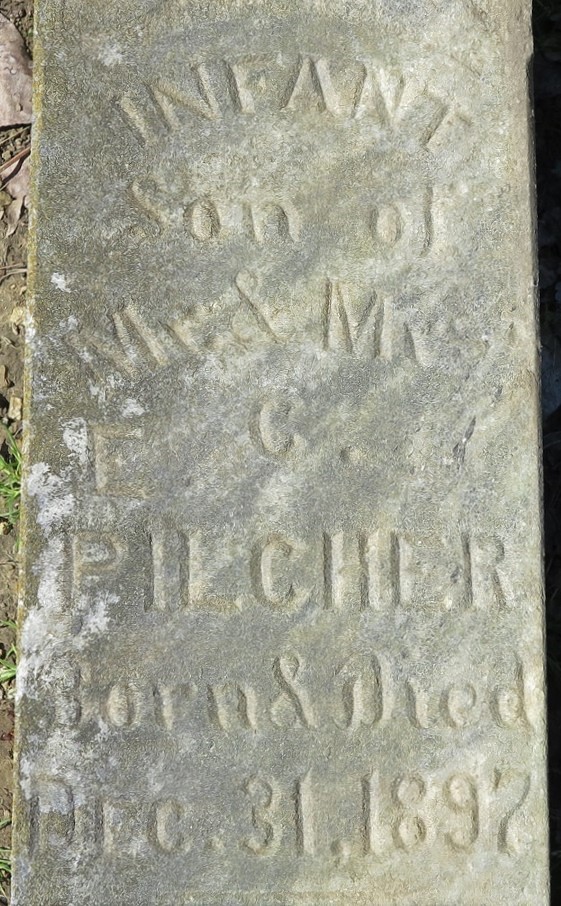 INFANT
Son of
Mr & Mrs.
E. C. J.
PILCHER
Born & Died
Dec. 31, 1897